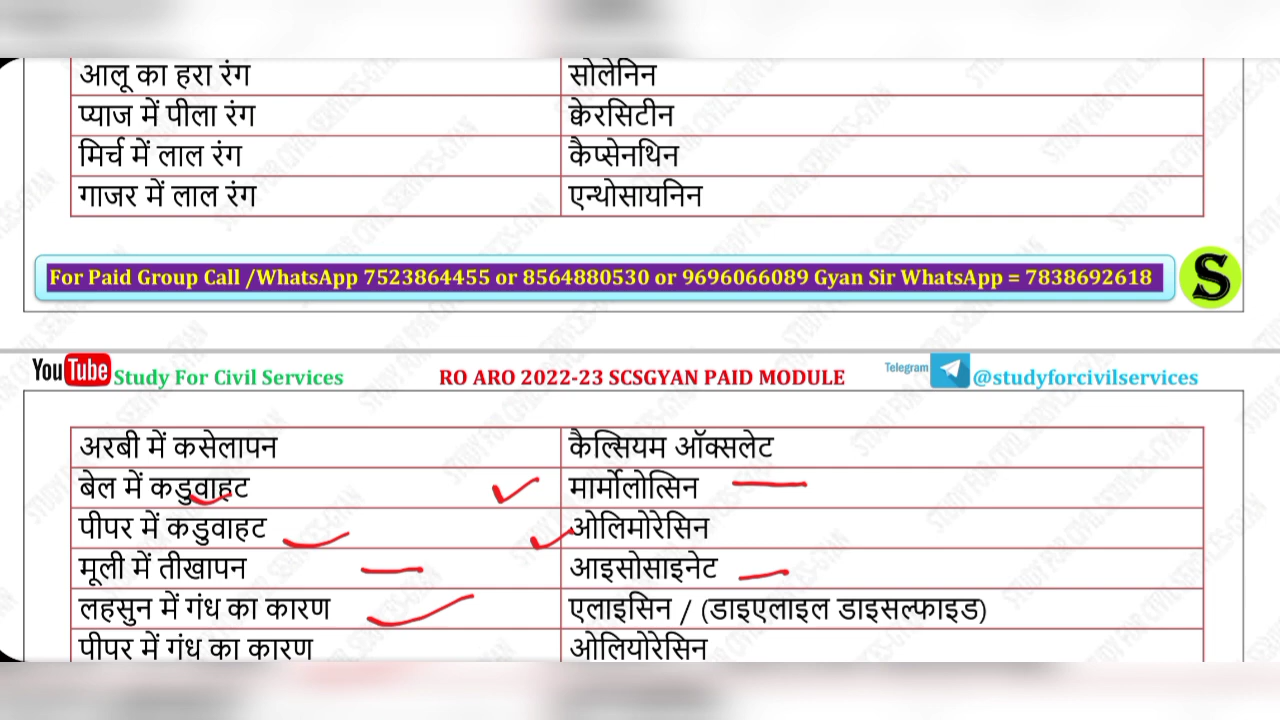 आलू का हरा रंग सोलेनिन
प्याज में पीला रंग क्वेरसिटीन
मिर्च में लाल रंग कैप्सेनथिन
गाजर में लाल रंग एन्थोसायनिन
For Paid Group Call /WhatsApp 7523864455 or 8564880530 or 9696066089 Gyan Sir WhatsApp = 7838692618
S
YouTube Study For Civil Services RO ARO 2022-23 SCSGYAN PAID MODULE Telegram @studyforcivilservices
अरबी में कसेलापन कैल्सियम ऑक्सलेट
बेल में कडुवाहट मार्मोलोत्सिन
पीपर में कडुवाहट ओलिमोरेसिन
मूली में तीखापन आइसोसाइनेट
लहसुन में गंध का कारण एलाइसिन / (डाइएलाइल डाइसल्फाइड)
पीपर में गंध का कारण ओलियोरेसिन